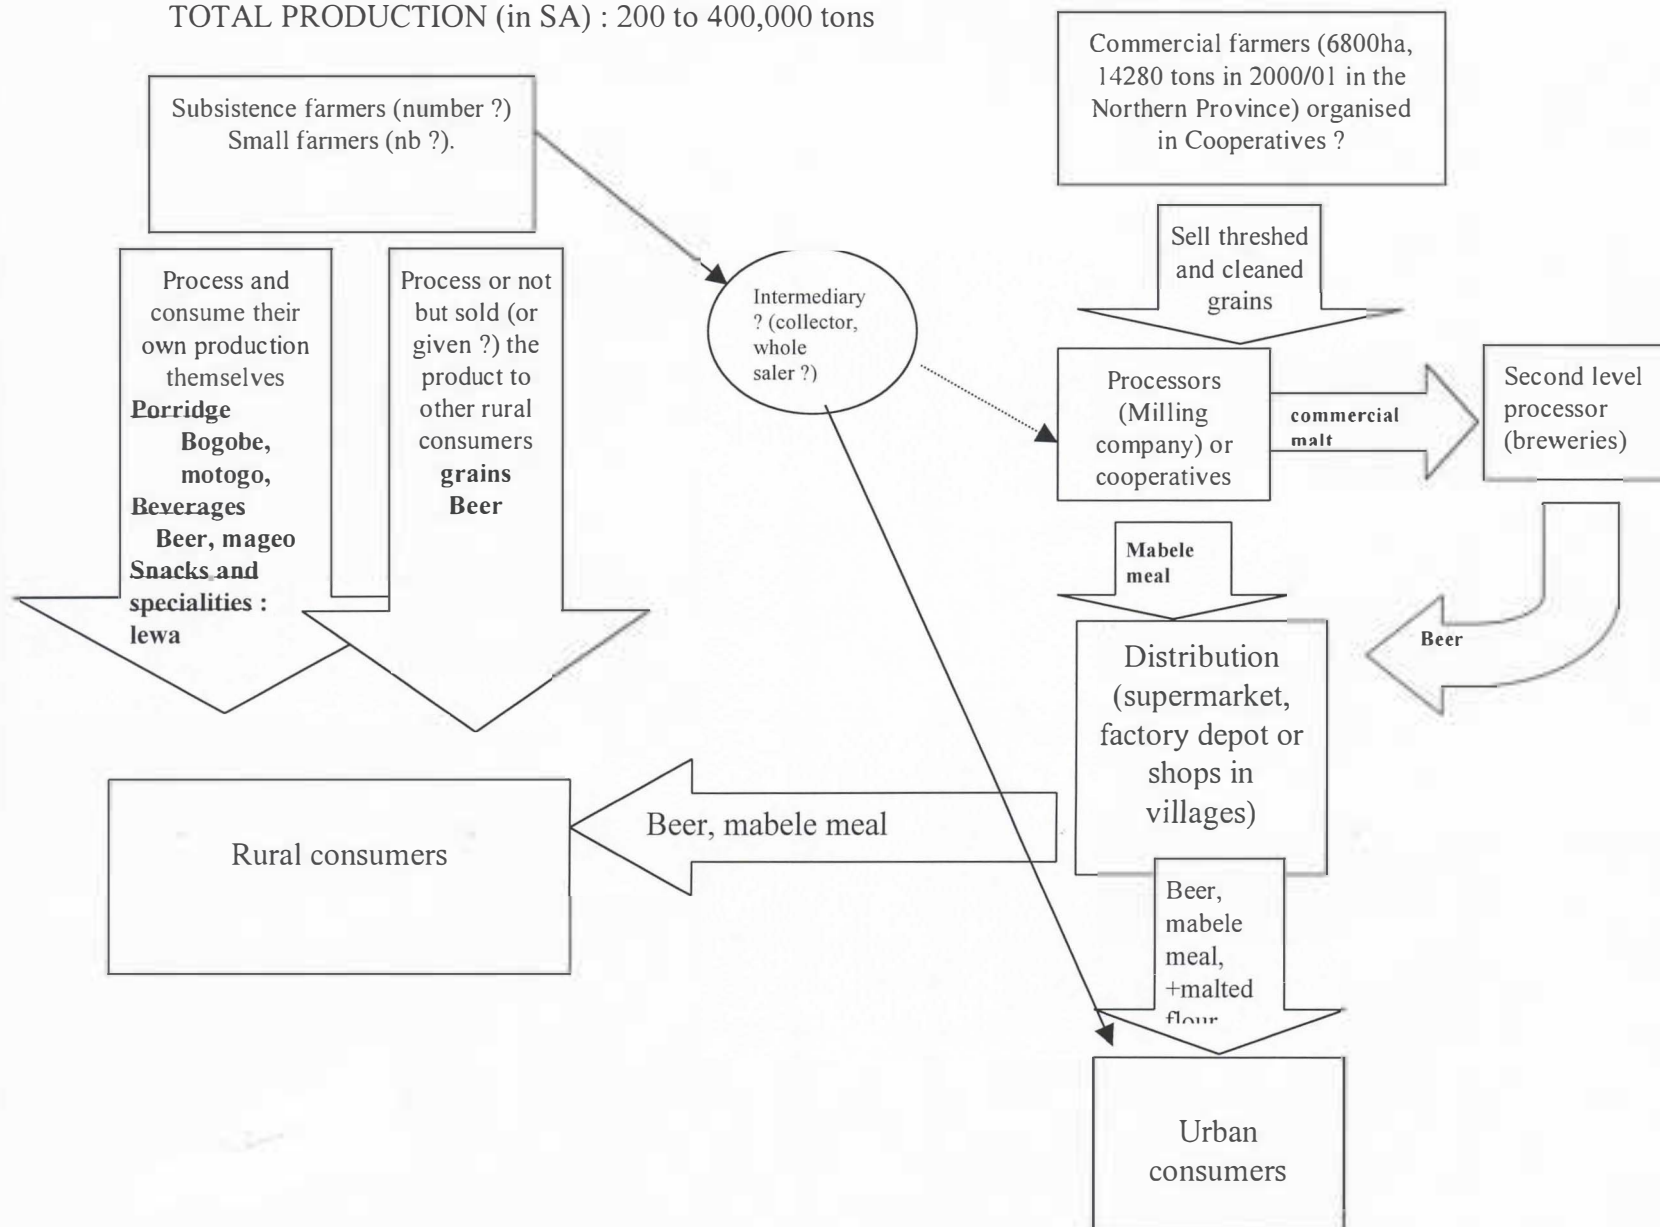 TOTAL PRODUCTION (in SA) : 200 to 400,000 tons
Subsistence farmers (number ?)
Small farmers (nb ?).
Commercial farmers (6800ha,
14280 tons in 2000/01 in the
Northern Province) organised
in Cooperatives ?
Process and
consume their
own production
themselves
Porridge
Bogobe,
motogo,
Beverages
Beer, mageo
Snacks and
specialities :
lewa
Process or not
but sold (or
given ?) the
product to
other rural
consumers
grains
Beer
Intermediary
? (collector,
whole
saler ?)
Sell threshed
and cleaned
grains
Processors
(Milling
company) or
cooperatives
commercial
malt
Second level
processor
(breweries)
Mabele
meal
Beer
Distribution
(supermarket,
factory depot or
shops in
villages)
Beer, mabele meal
Rural consumers
Beer,
mabele
meal,
+malted
flour
Urban
consumers